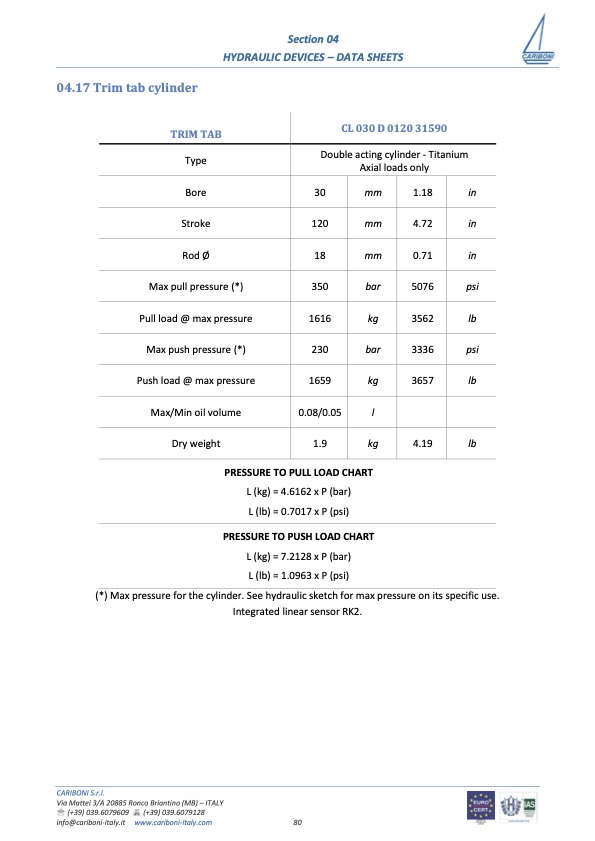 Section 04
HYDRAULIC DEVICES – DATA SHEETS
CARIBONI
04.17 Trim tab cylinder
TRIM TAB CL 030 D 0120 31590
Type Double acting cylinder - Titanium
Axial loads only
Bore 30 mm 1.18 in
Stroke 120 mm 4.72 in
Rod Ø 18 mm 0.71 in
Max pull pressure (*) 350 bar 5076 psi
Pull load @ max pressure 1616 kg 3562 lb
Max push pressure (*) 230 bar 3336 psi
Push load @ max pressure 1659 kg 3657 lb
Max/Min oil volume 0.08/0.05 l
Dry weight 1.9 kg 4.19 lb
PRESSURE TO PULL LOAD CHART
L (kg) = 4.6162 x P (bar)
L (lb) = 0.7017 x P (psi)
PRESSURE TO PUSH LOAD CHART
L (kg) = 7.2128 x P (bar)
L (lb) = 1.0963 x P (psi)
(*) Max pressure for the cylinder. See hydraulic sketch for max pressure on its specific use.
Integrated linear sensor RK2.
CARIBONI S.r.l.
Via Mattei 3/A 20885 Ronco Briantino (MB) – ITALY
(+39) 039.6079609 (+39) 039.6079128
info@cariboni-italy.it www.cariboni-italy.com 80
EURO
CERT
IAS